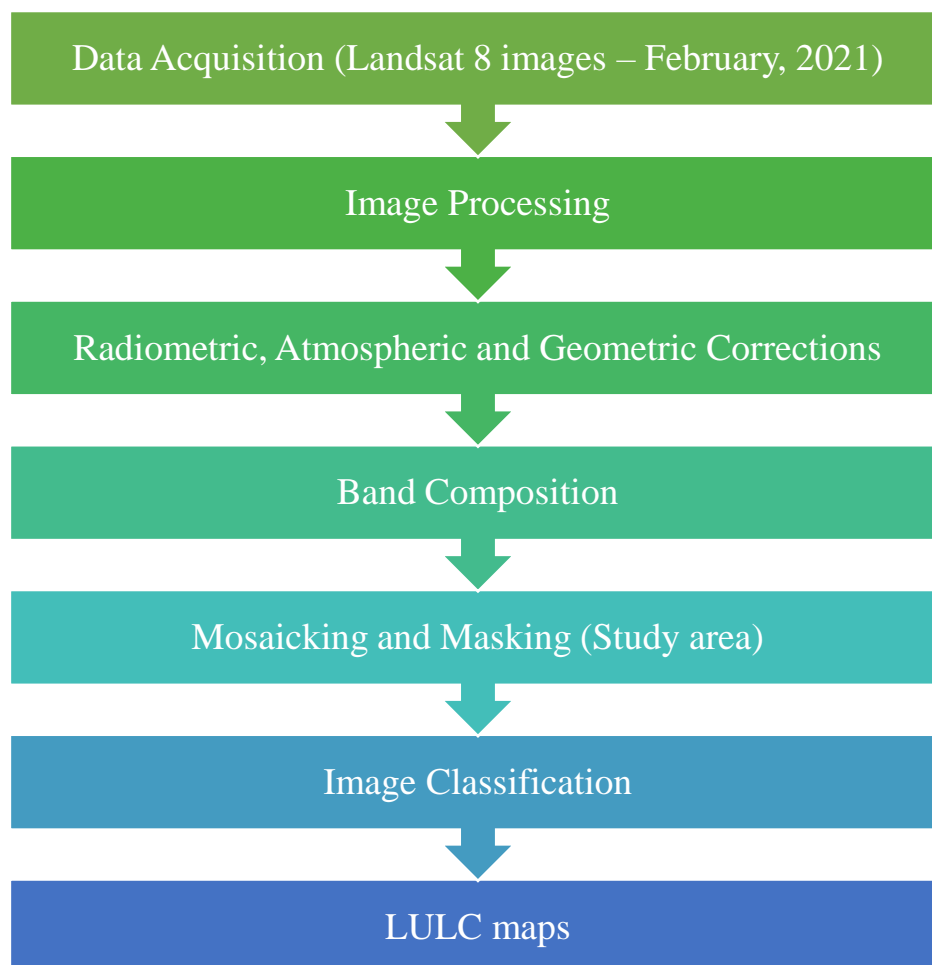 Data Acquisition (Landsat 8 images – February, 2021)
Image Processing
Radiometric, Atmospheric and Geometric Corrections
Band Composition
Mosaicking and Masking (Study area)
Image Classification
LULC maps